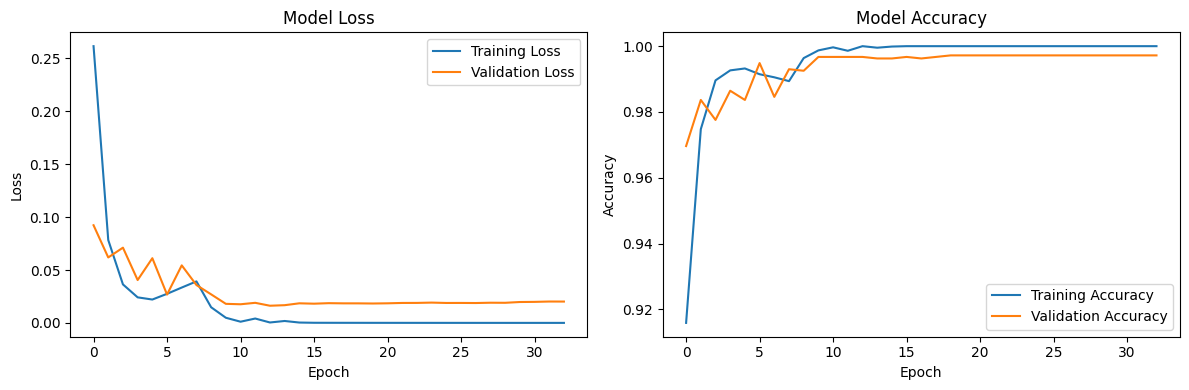 Model Loss
0.25
0.20
0.15
0.10
0.05
0.00
Loss
0 5 10 15 20 25 30
Epoch
Training Loss
Validation Loss
Model Accuracy
1.00
0.98
0.96
0.94
0.92
Accuracy
0 5 10 15 20 25 30
Epoch
Training Accuracy
Validation Accuracy